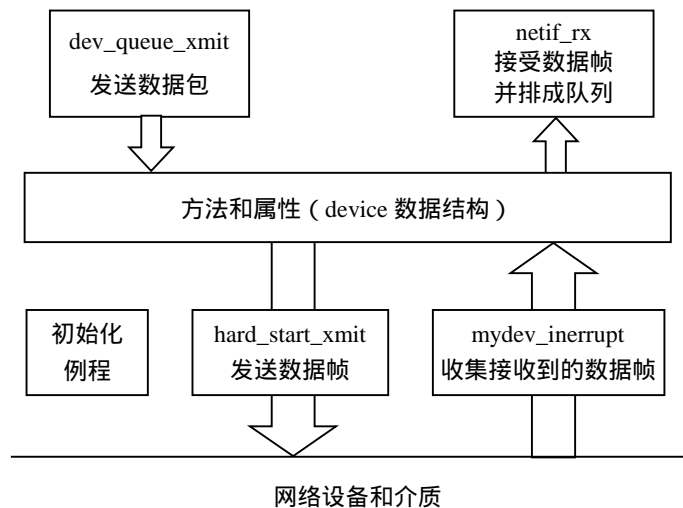 dev_queue_xmit
发送数据包
netif_rx
接受数据帧
并排成队列
方法和属性（device 数据结构）
初始化
例程
hard_start_xmit
发送数据帧
mydev_inerrupt
收集接收到的数据帧
网络设备和介质